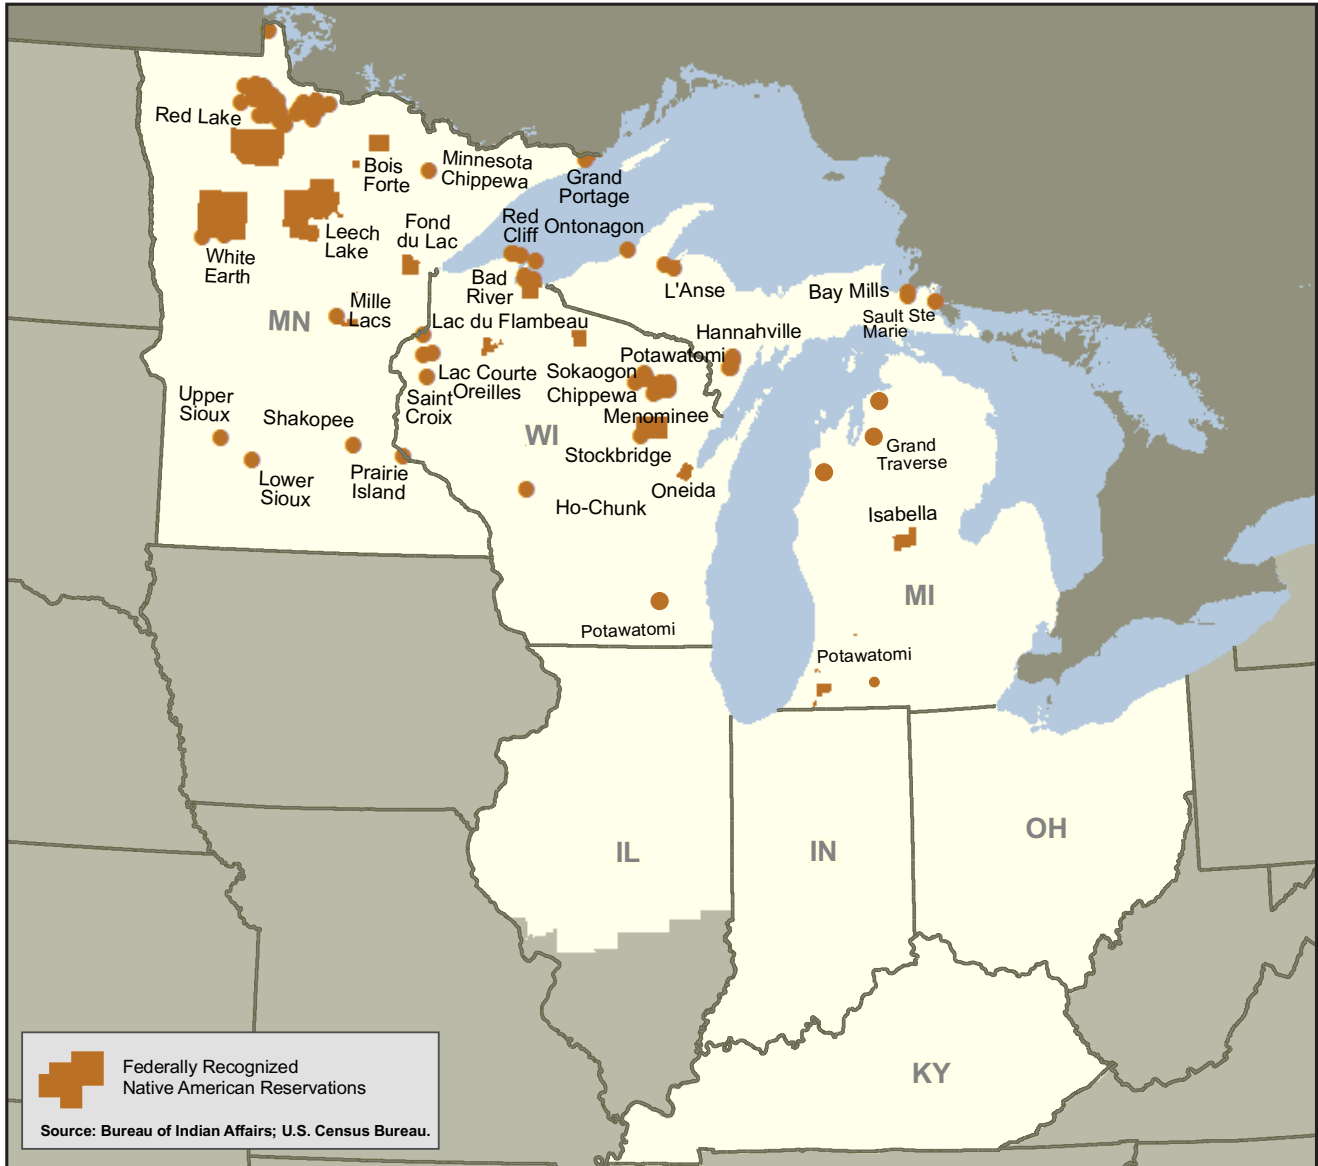 Red Lake
Bois
Forte
Minnesota
Chippewa
Grand
Portage
White
Earth
Leech
Lake
Fond
du Lac
Red
Cliff
Ontonagon
Bad
River
L'Anse
Bay Mills
Sault Ste
Marie
MN
Mille
Lacs
Lac du Flambeau
Hannahville
Potawatomi
Lac Courte
Oreilles
Sokaogon
Chippewa
Saint
Croix
Upper
Sioux
Shakopee
WI
Menominee
Stockbridge
Grand
Traverse
Lower
Sioux
Prairie
Island
Oneida
Ho-Chunk
Isabella
MI
Potawatomi
Potawatomi
IL
IN
OH
KY
Federally Recognized
Native American Reservations
Source: Bureau of Indian Affairs; U.S. Census Bureau.